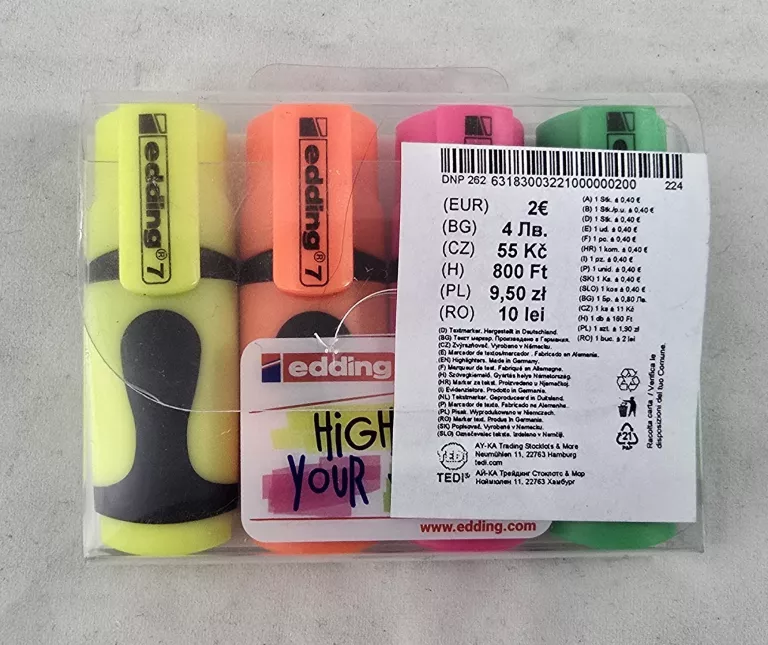 edding® 7
edding® 7
edding
HiGH
YOUR
www.edding.com
DNP 262 63183003221000000200 224
(EUR) 2€
(BG) 4 Лв.
(CZ) 55 Kč
(H) 800 Ft
(PL) 9,50 zł
(RO) 10 lei
(A) 1 Stk. á 0,40 €
(B) 1 Stk./p.u. á 0,40 €
(D) 1 Stk. á 0,40 €
(E) 1 ud. á 0,40 €
(F) 1 pc. á 0,40 €
(HR) 1 kom. á 0,40 €
(I) 1 pz. á 0,40 €
(P) 1 unid. á 0,40 €
(SK) 1 Ks. á 0,40 €
(SLO) 1 kos á 0,40 €
(BG) 1 бр. á 0,80 Лв.
(CZ) 1 ks á 11 Kč
(H) 1 db á 160 Ft
(PL) 1 szt. á 1,90 zł
(RO) 1 buc. á 2 lei
(D) Textmarker, Hergestellt in Deutschland.
(BG) Текст маркер, Произведено в Германия.
(CZ) Zvýrazňovač, Vyrobeno v Německu.
(E) Marcador de textos/marcador. Fabricado en Alemania.
(EN) Highlighters. Made in Germany.
(F) Marqueur de text. Fabriqué en Allemagne.
(H) Szövegkiemelő, Gyártás helye Németország.
(HR) Marker za tekst. Proizvedeno u Njemačkoj.
(I) Evidenziatore. Prodotto in Germania.
(NL) Tekstmarker, Geproduceerd in Duitsland.
(P) Marcador de texto. Fabricado na Alemanha.
(PL) Pisak. Wyprodukowano w Niemczech.
(RO) Marker text. Produs în Germania.
(SK) Popisovač. Vyrobené v Nemecku.
(SLO) Označevalec teksta. Izdelano v Nemčiji.
TEDi
TEDi
AY-KA Trading Stocklots & More
Neumühlen 11, 22763 Hamburg
tedi.com
АЙ-КА Трейдинг Стоклотс & Мор
Ноймюлен 11, 22763 Хамбург
Raccolta carta / Verifica le
disposizioni del tuo Comune.
21
PAP